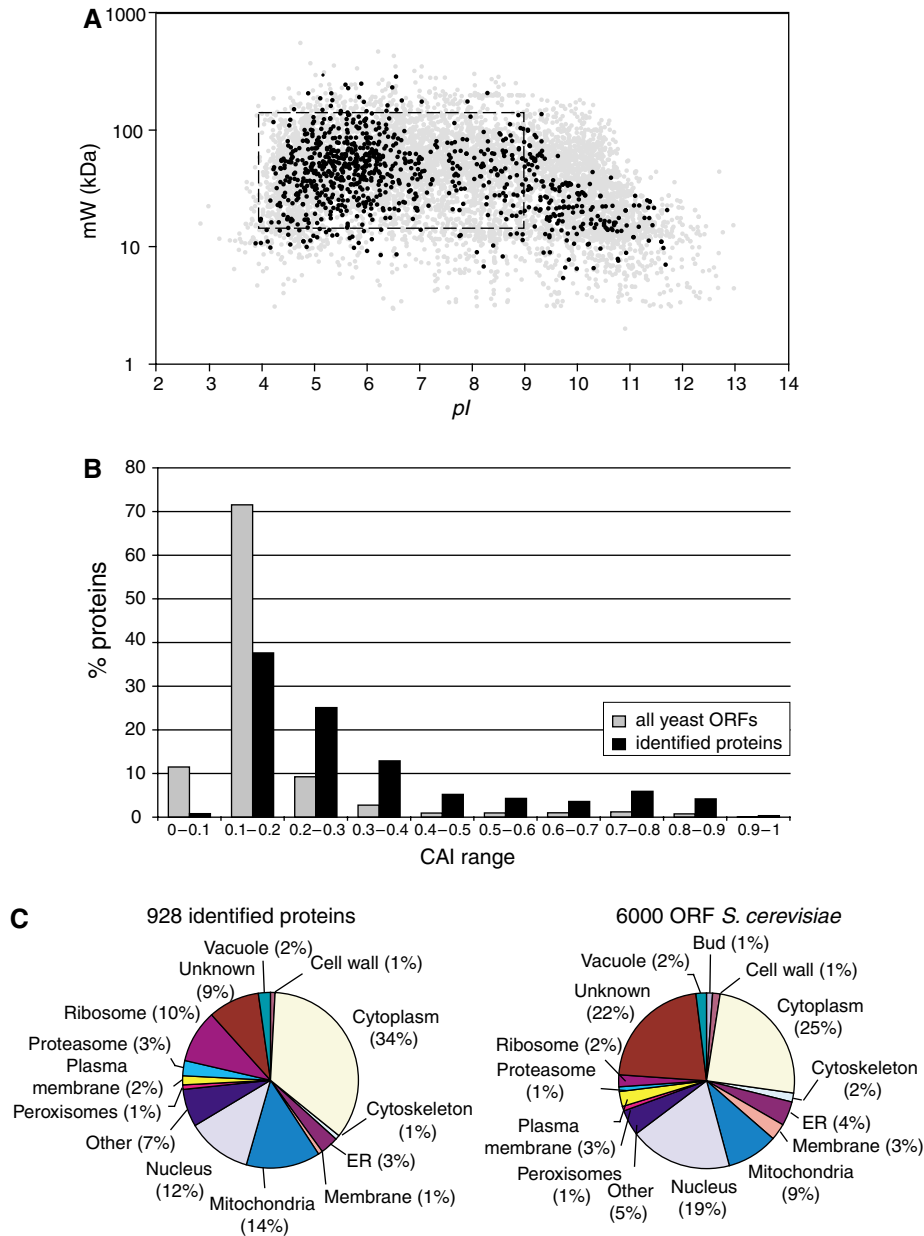 A
1000
100
10
1
mW (kDa)
2 3 4 5 6 7 8 9 10 11 12 13 14
pI
B
80
70
60
50
40
30
20
10
0
% proteins
all yeast ORFs
identified proteins
0–0.1 0.1–0.2 0.2–0.3 0.3–0.4 0.4–0.5 0.5–0.6 0.6–0.7 0.7–0.8 0.8–0.9 0.9–1
CAI range
C
928 identified proteins
Vacuole (2%)
Cell wall (1%)
Unknown
(9%)
Cytoplasm
(34%)
Ribosome (10%)
Proteasome (3%)
Plasma
membrane (2%)
Peroxisomes (1%)
Other (7%)
Nucleus
(12%)
Mitochondria
(14%)
Membrane (1%)
ER (3%)
Cytoskeleton
(1%)
6000 ORF S. cerevisiae
Bud (1%)
Vacuole (2%)
Cell wall (1%)
Unknown
(22%)
Cytoplasm
(25%)
Ribosome (2%)
Proteasome
(1%)
Plasma
membrane (3%)
Peroxisomes
(1%)
Other
(5%)
Nucleus
(19%)
Mitochondria
(9%)
Membrane (3%)
ER (4%)
Cytoskeleton
(2%)